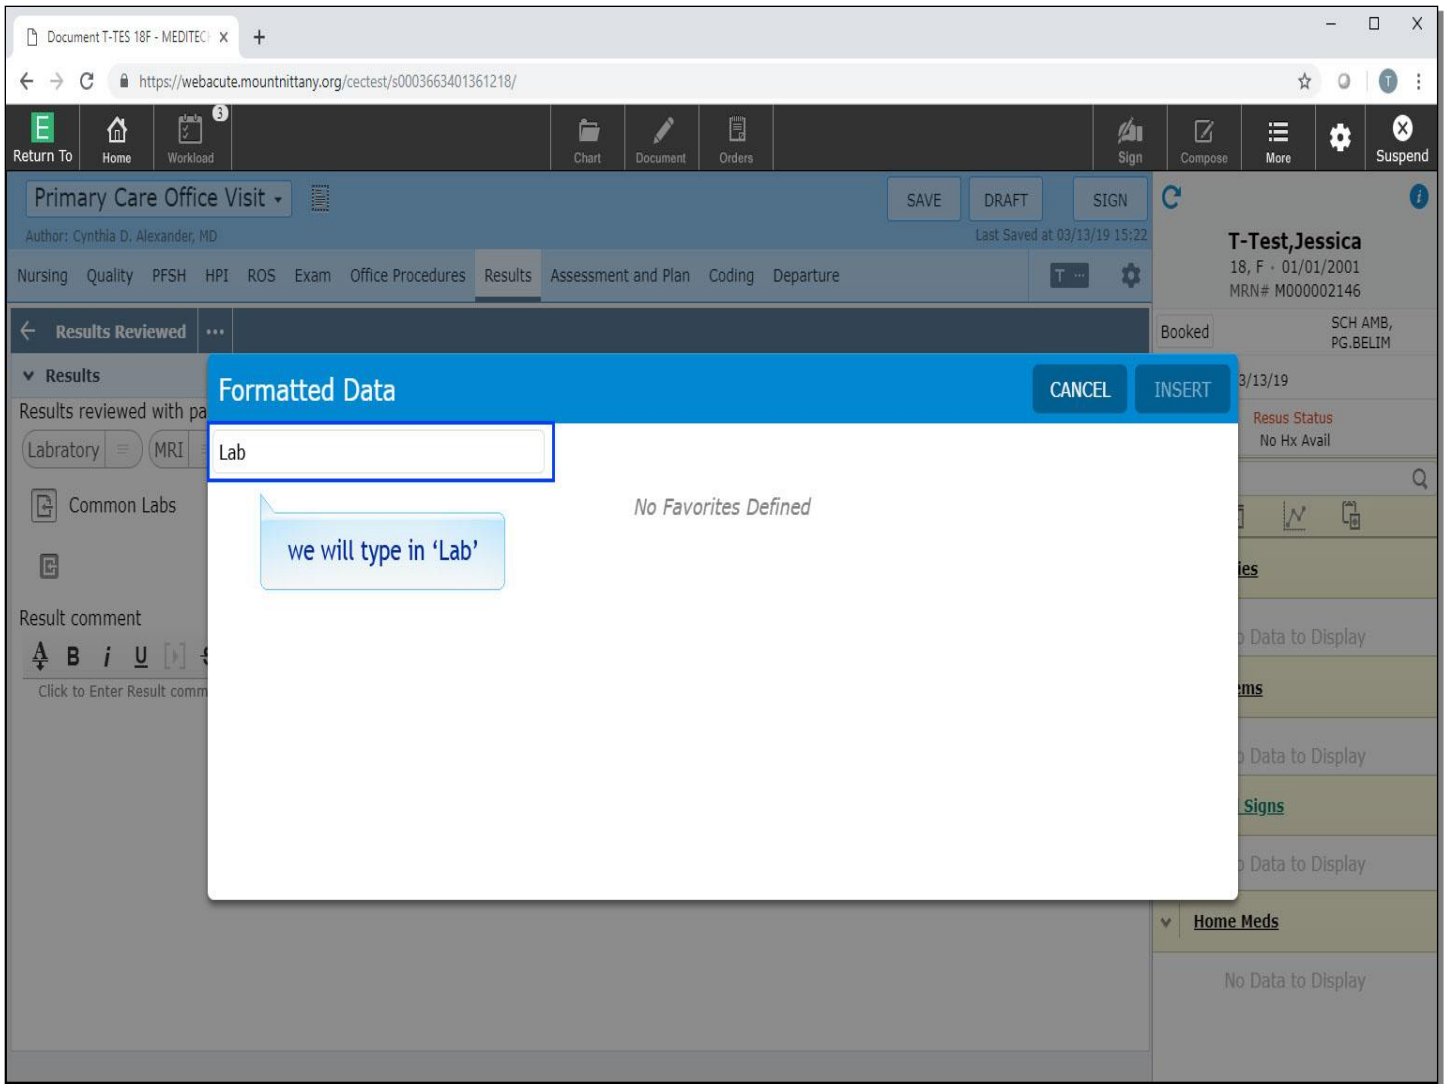 Document T-TES 18F - MEDITECH X +
https://webacute.mountnittany.org/cectest/s0003663401361218/
T
E 3
Return To Home Workload Chart Document Orders Sign Compose More Suspend
Primary Care Office Visit SAVE DRAFT SIGN
Author: Cynthia D. Alexander, MD Last Saved at 03/13/19 15:22
Nursing Quality PFSH HPI ROS Exam Office Procedures Results Assessment and Plan Coding Departure T ...
T-Test,Jessica
18, F · 01/01/2001
MRN# M000002146
Results Reviewed ...
Booked SCH AMB,
PG.BELIM
Results
3/13/19
Formatted Data CANCEL INSERT
Results reviewed with pa
Resus Status
No Hx Avail
Labratory MRI
Lab
Common Labs
No Favorites Defined
we will type in ‘Lab’
ies
Result comment
Data to Display
A B i U
Click to Enter Result comm
ems
Data to Display
Signs
Data to Display
Home Meds
No Data to Display